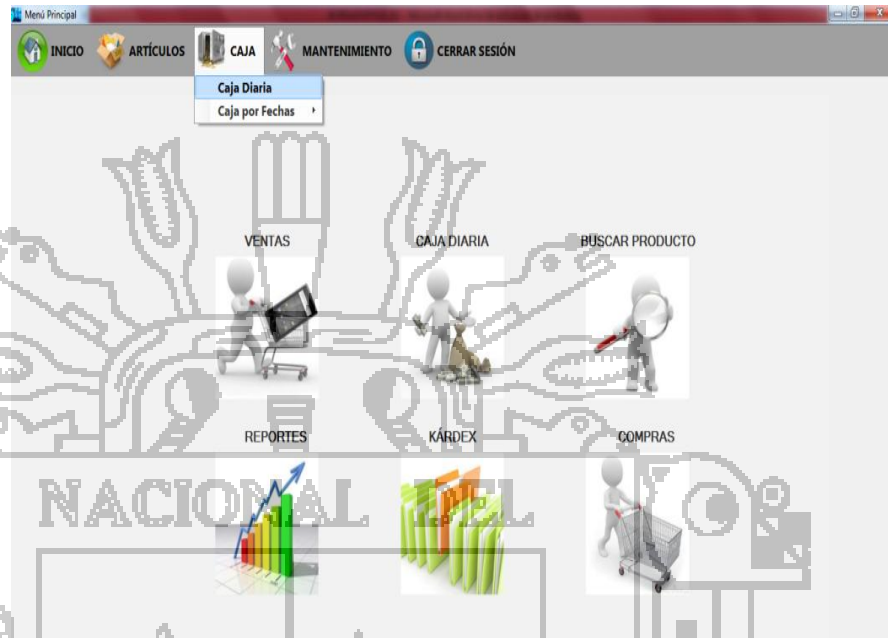 Menú Principal
INICIO
ARTÍCULOS
CAJA
MANTENIMIENTO
CERRAR SESIÓN
Caja Diaria
Caja por Fechas
VENTAS
CAJA DIARIA
BUSCAR PRODUCTO
REPORTES
KÁRDEX
COMPRAS
NACIONAL DEL